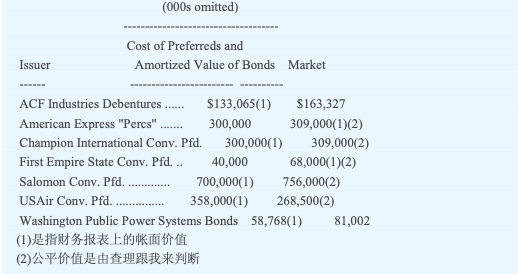 (000s omitted)
-----------------------------------
Cost of Preferreds and
Issuer Amortized Value of Bonds Market
------ ----------------------- ----------
ACF Industries Debentures ...... $133,065(1) $163,327
American Express "Percs" ....... 300,000 309,000(1)(2)
Champion International Conv. Pfd. 300,000(1) 309,000(2)
First Empire State Conv. Pfd. .. 40,000 68,000(1)(2)
Salomon Conv. Pfd. ............. 700,000(1) 756,000(2)
USAir Conv. Pfd. ............... 358,000(1) 268,500(2)
Washington Public Power Systems Bonds 58,768(1) 81,002
(1)是指财务报表上的帐面价值
(2)公平价值是由查理跟我来判断